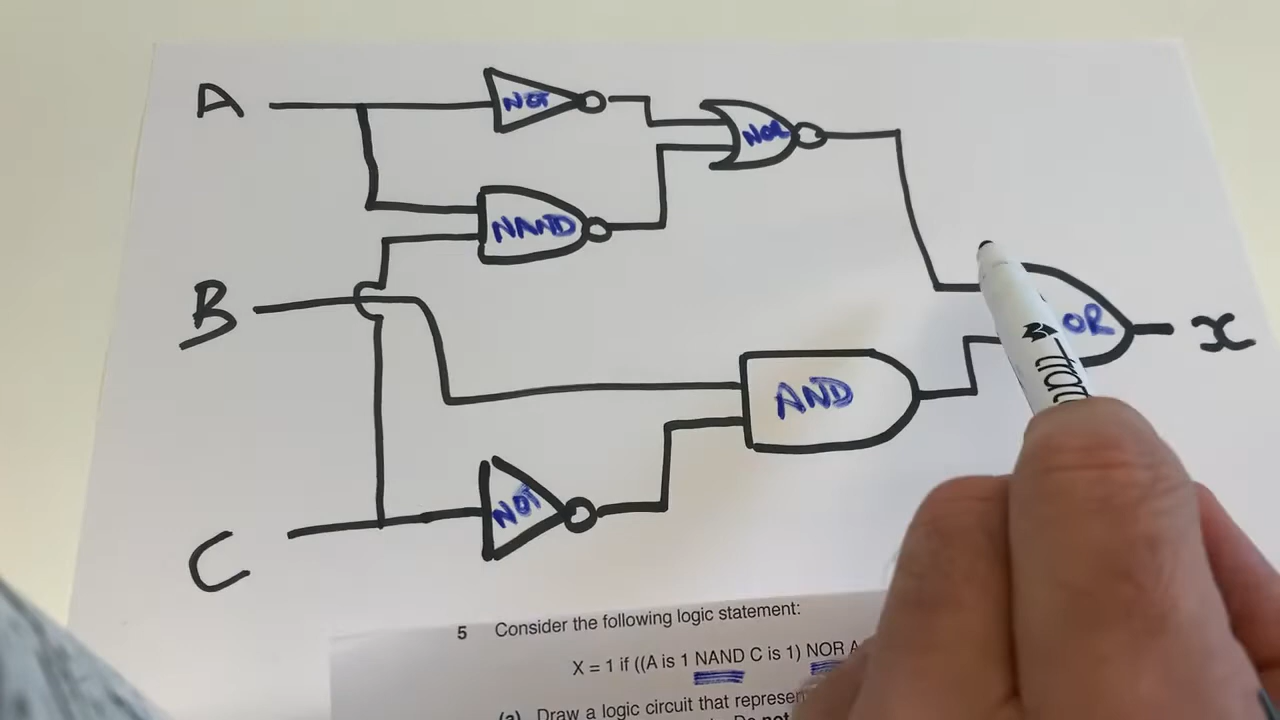 A
NOT
NOR
NAND
B
OR
x
AND
NOT
C
5 Consider the following logic statement:
X = 1 if ((A is 1 NAND C is 1) NOR A
(a) Draw a logic circuit that
not